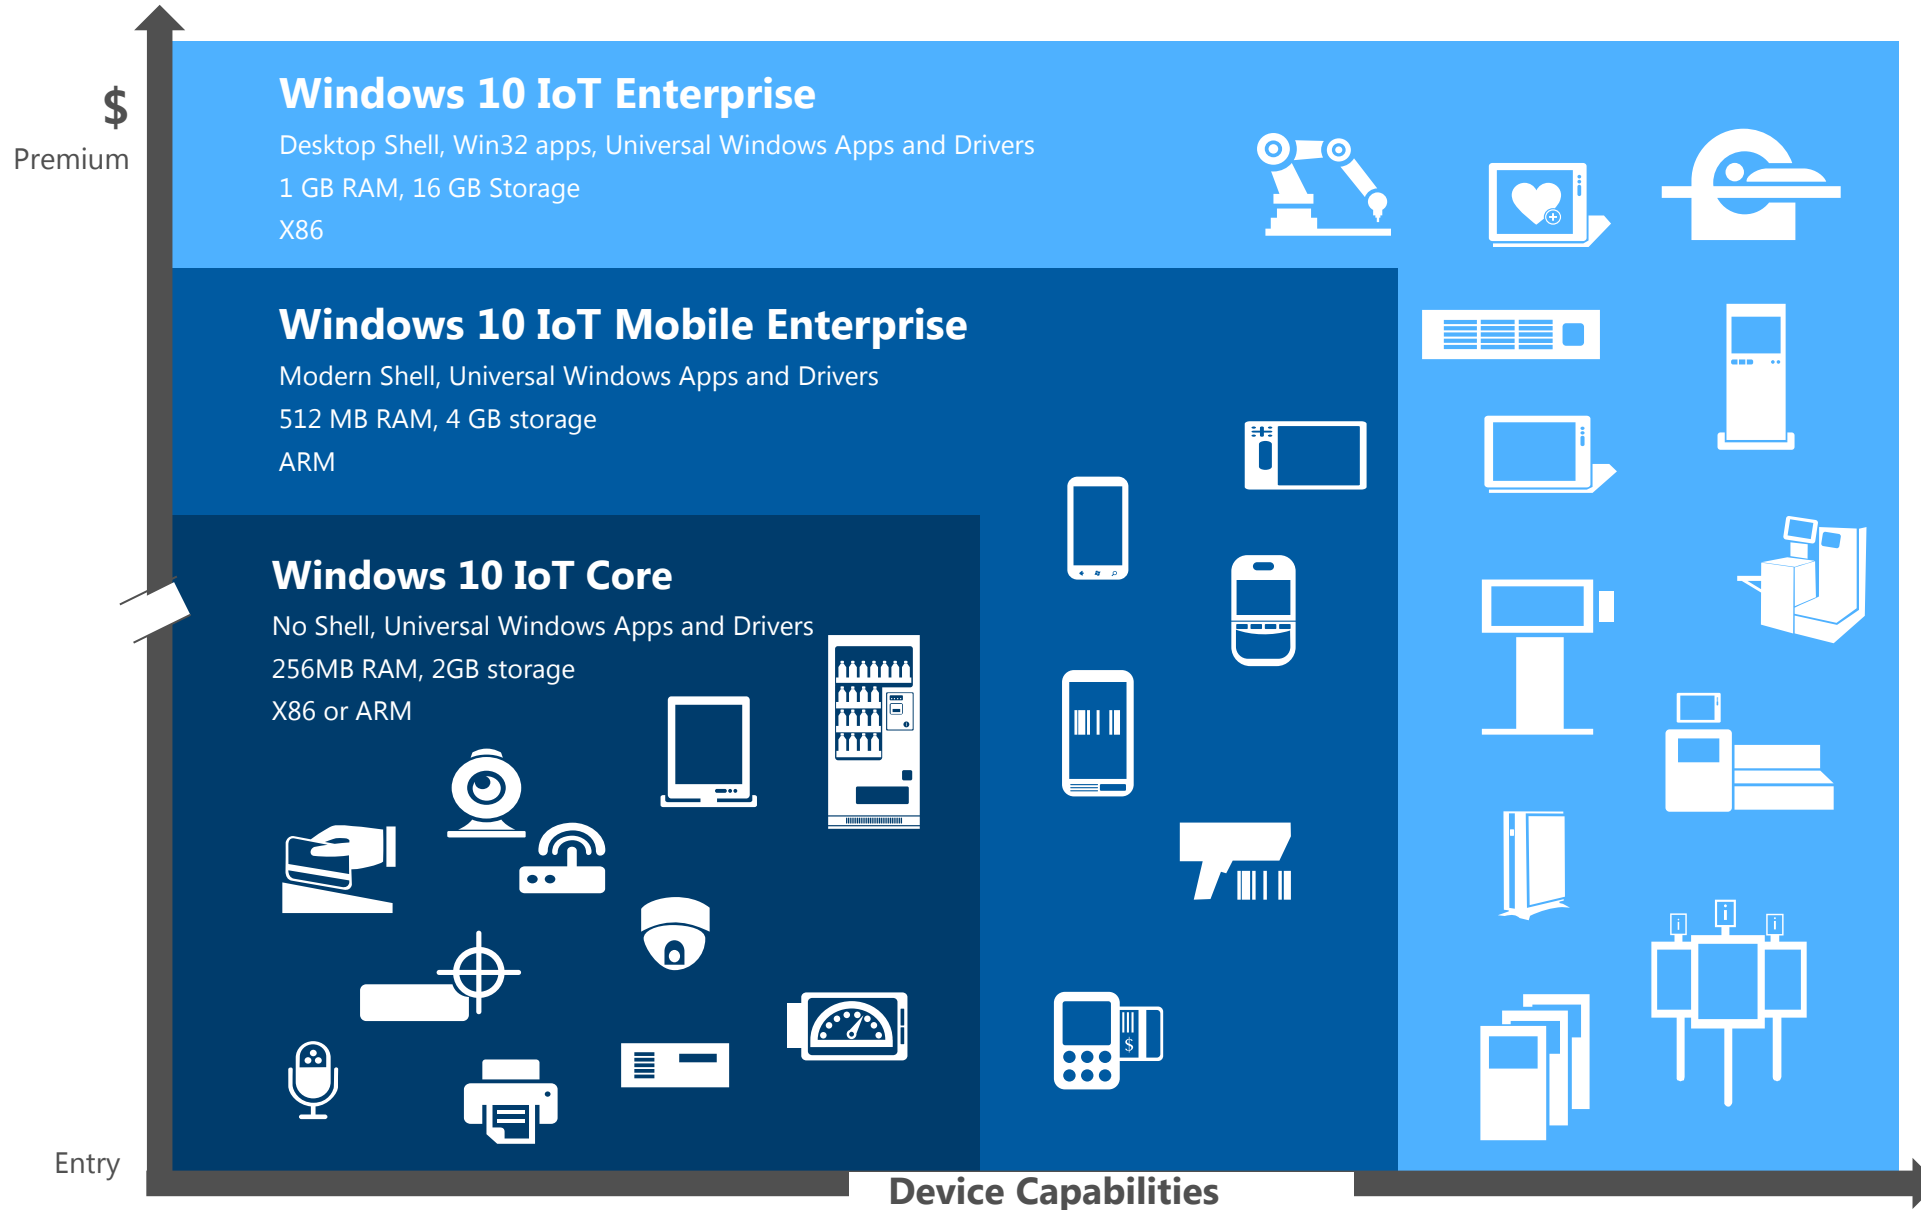 $
Premium
Windows 10 IoT Enterprise
Desktop Shell, Win32 apps, Universal Windows Apps and Drivers
1 GB RAM, 16 GB Storage
X86
Windows 10 IoT Mobile Enterprise
Modern Shell, Universal Windows Apps and Drivers
512 MB RAM, 4 GB storage
ARM
Windows 10 IoT Core
No Shell, Universal Windows Apps and Drivers
256MB RAM, 2GB storage
X86 or ARM
$
i
i
i
Entry
Device Capabilities